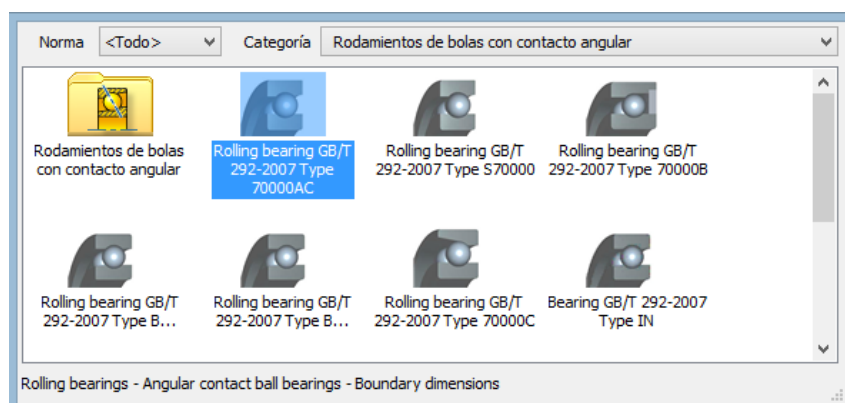 Norma <Todo> Categoría Rodamientos de bolas con contacto angular
Rodamientos de bolas
con contacto angular
Rolling bearing GB/T
292-2007 Type
70000AC
Rolling bearing GB/T
292-2007 Type S70000
Rolling bearing GB/T
292-2007 Type 70000B
Rolling bearing GB/T
292-2007 Type B...
Rolling bearing GB/T
292-2007 Type B...
Rolling bearing GB/T
292-2007 Type 70000C
Bearing GB/T 292-2007
Type IN
Rolling bearings - Angular contact ball bearings - Boundary dimensions